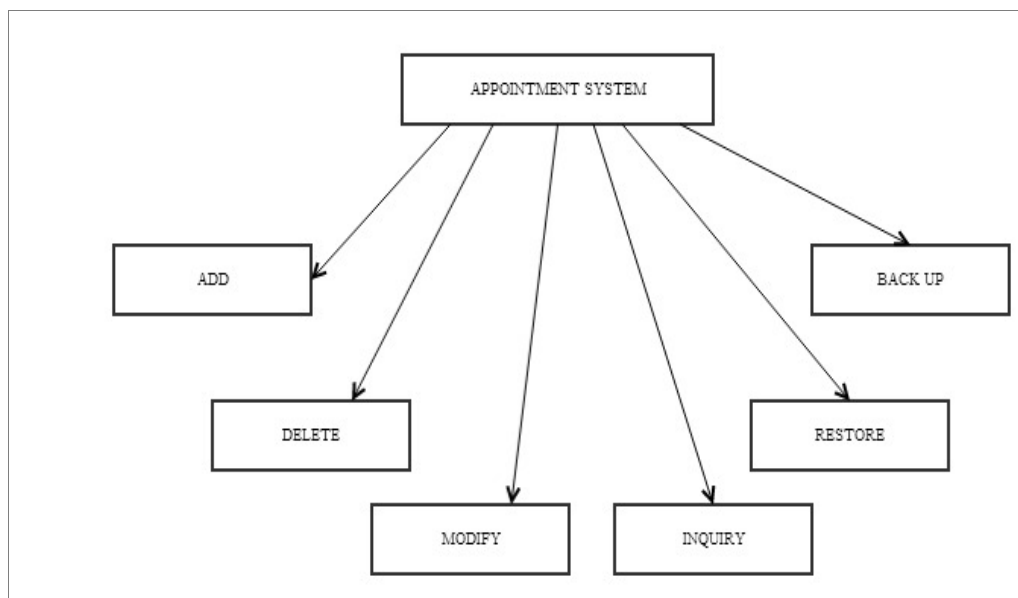 APPOINTMENT SYSTEM
ADD
BACK UP
DELETE
RESTORE
MODIFY
INQUIRY